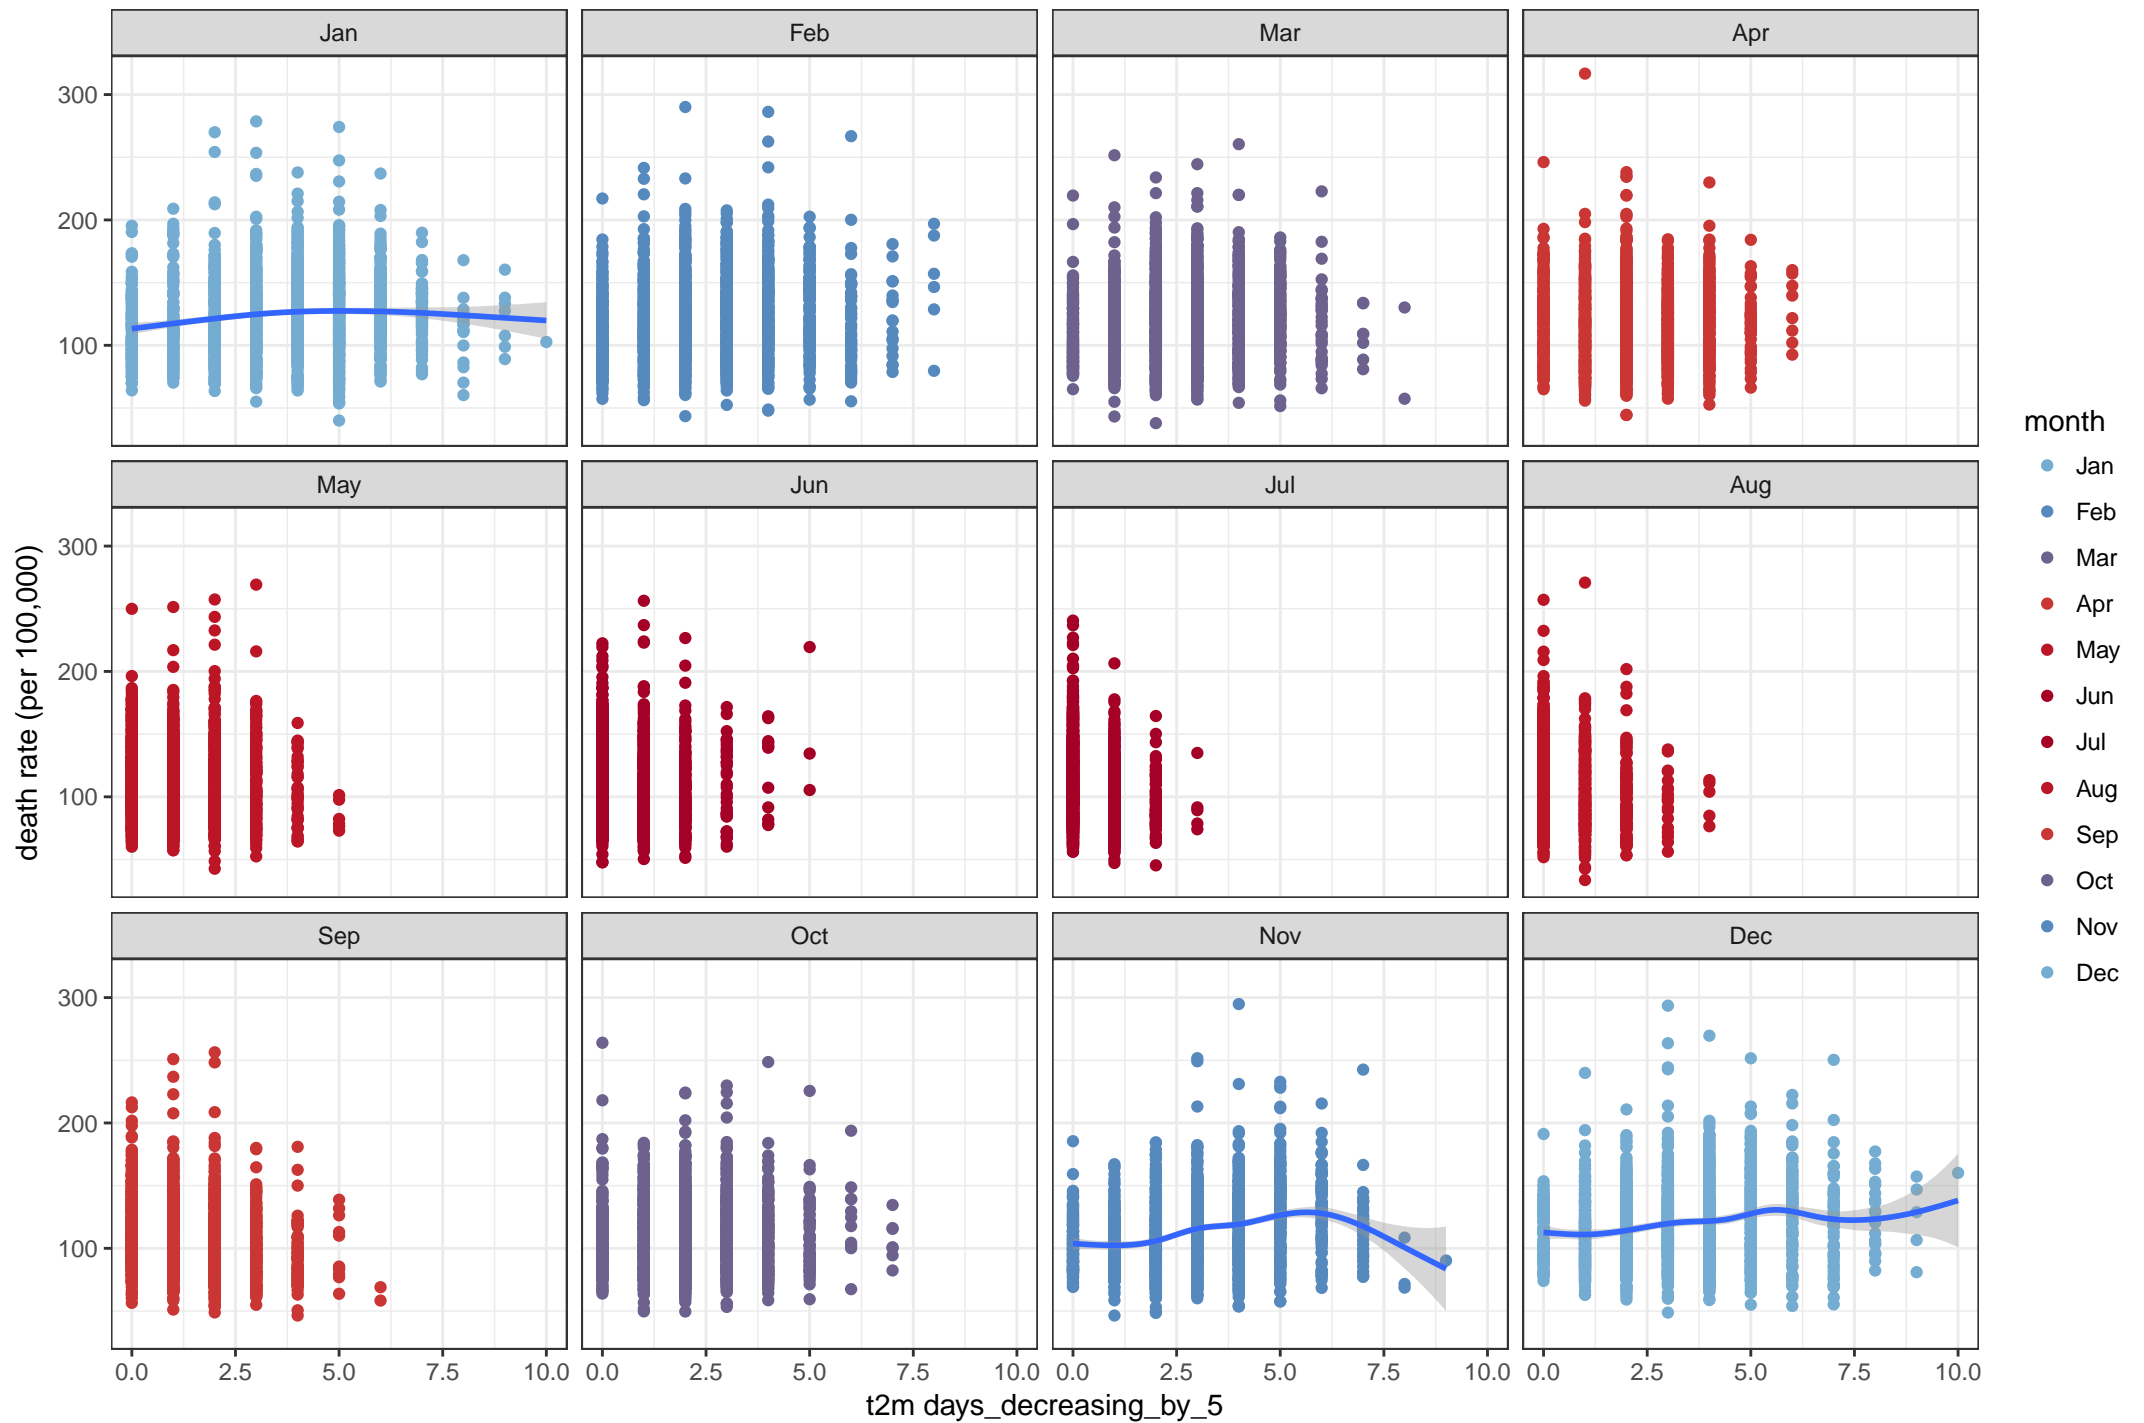 Jan Feb Mar Apr
300
200
100
May Jun Jul Aug
300
200
100
Sep Oct Nov Dec
300
200
100
0.0 2.5 5.0 7.5 10.0 0.0 2.5 5.0 7.5 10.0 0.0 2.5 5.0 7.5 10.0 0.0 2.5 5.0 7.5 10.0
t2m days_decreasing_by_5
death rate (per 100,000)
month
Jan
Feb
Mar
Apr
May
Jun
Jul
Aug
Sep
Oct
Nov
Dec